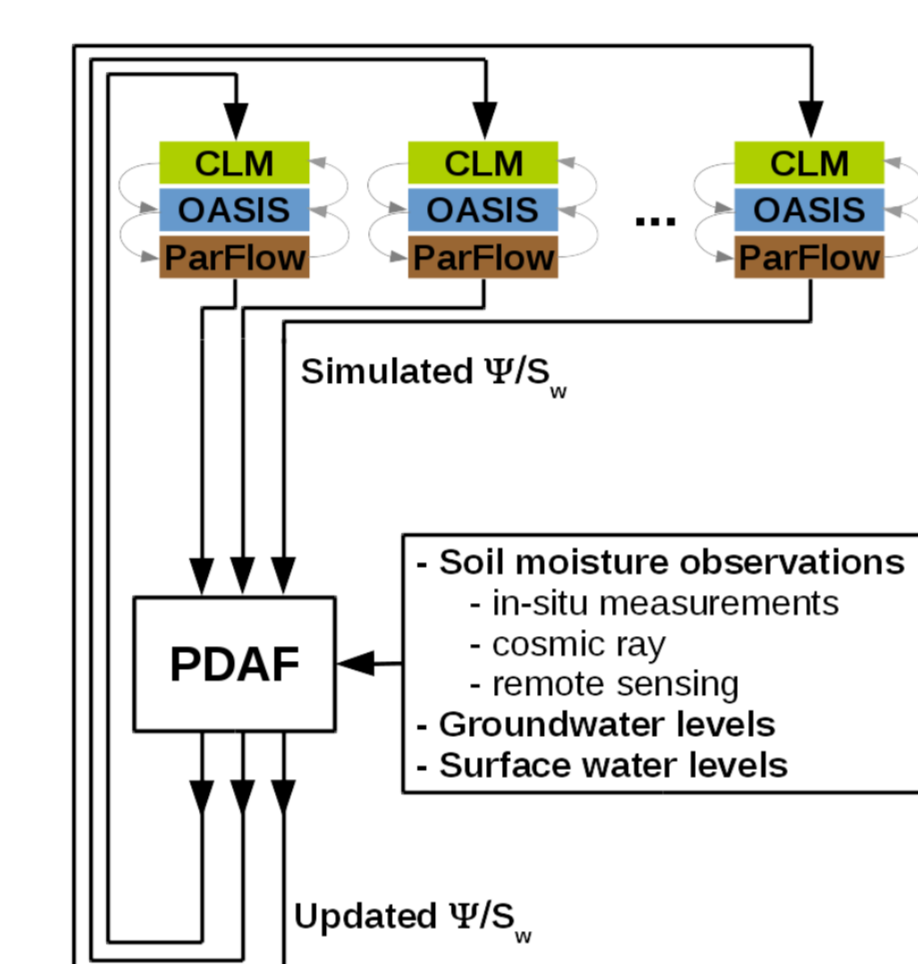 CLM
OASIS
ParFlow
CLM
OASIS
ParFlow
...
CLM
OASIS
ParFlow
Simulated Ψ/Sw
PDAF
- Soil moisture observations
- in-situ measurements
- cosmic ray
- remote sensing
- Groundwater levels
- Surface water levels
Updated Ψ/Sw